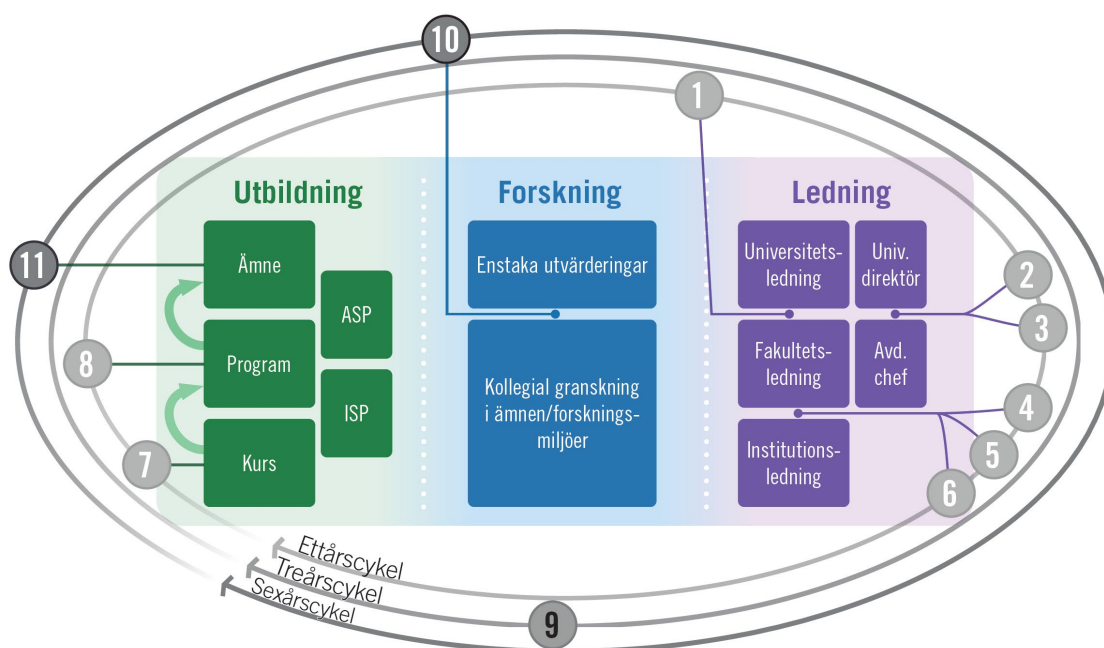 10
1
Utbildning
Forskning
Ledning
11
Ämne
ASP
Enstaka utvärderingar
Universitets-
ledning
Univ.
direktör
2
3
8
Program
ISP
Kollegial granskning
i ämnen/forsknings-
miljöer
Fakultets-
ledning
Avd.
chef
4
7
Kurs
Institutions-
ledning
5
6
Ettårscykel
Treårscykel
Sexårscykel
9